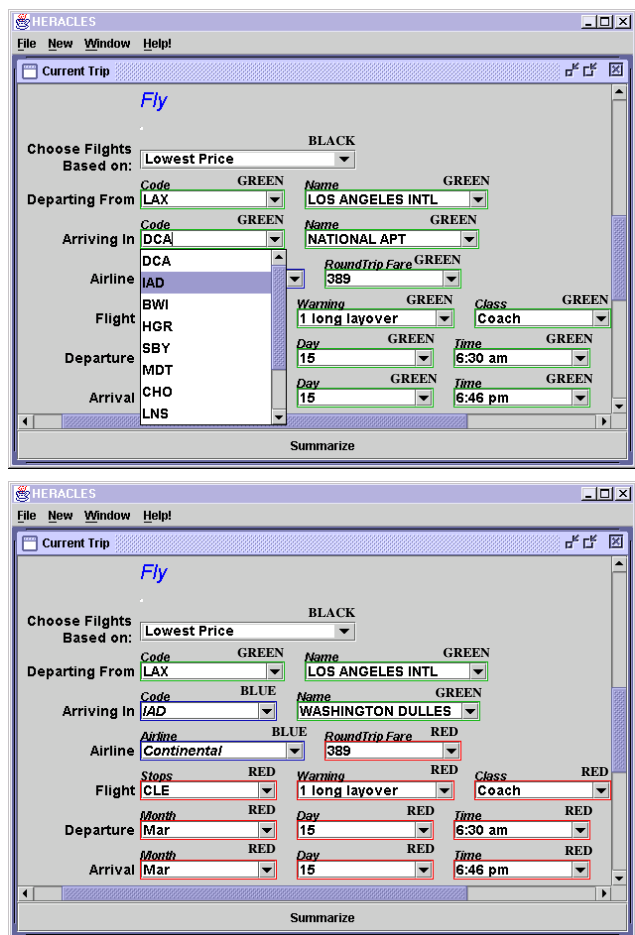 HERACLES
File New Window Help!
Current Trip
Fly
BLACK
Choose Filghts
Based on: Lowest Price
Code GREEN Name GREEN
Departing From LAX LOS ANGELES INTL
Code GREEN Name GREEN
Arriving In DCA NATIONAL APT
DCA
IAD
BWI
HGR
SBY
MDT
CHO
LNS
RoundTrip Fare GREEN
Airline 389
Warning GREEN Class GREEN
Flight 1 long layover Coach
Day GREEN Time GREEN
Departure 15 6:30 am
Day GREEN Time GREEN
Arrival 15 6:46 pm
Summarize
HERACLES
File New Window Help!
Current Trip
Fly
BLACK
Choose Filghts
Based on: Lowest Price
Code GREEN Name GREEN
Departing From LAX LOS ANGELES INTL
Code BLUE Name GREEN
Arriving In IAD WASHINGTON DULLES
Airline BLUE RoundTrip Fare RED
Airline Continental 389
Stops RED Warning RED Class RED
Flight CLE 1 long layover Coach
Month RED Day RED Time RED
Departure Mar 15 6:30 am
Month RED Day RED Time RED
Arrival Mar 15 6:46 pm
Summarize